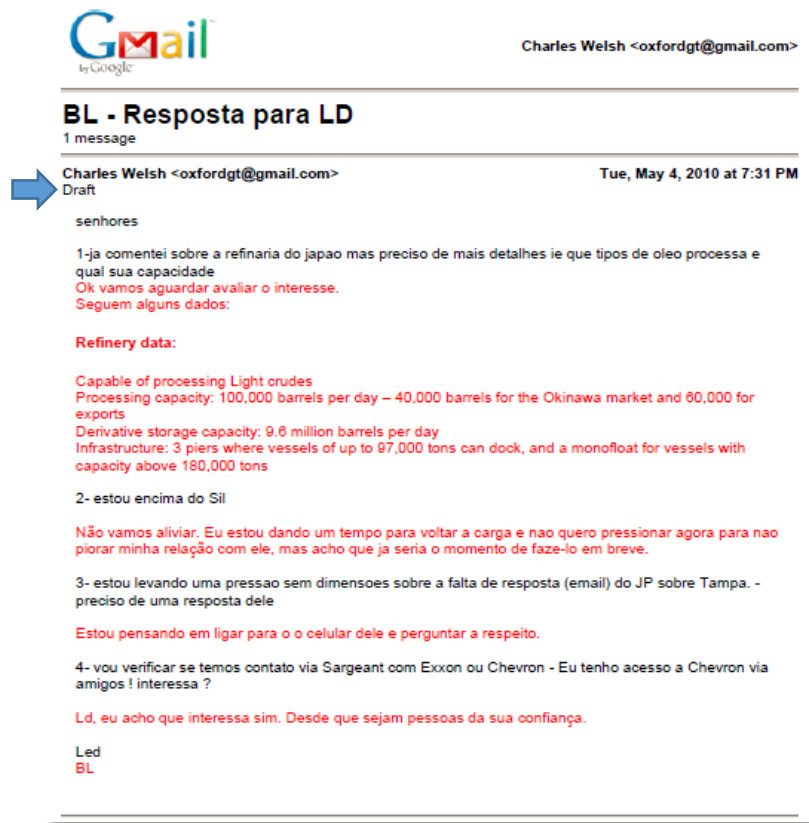 Gmail
by Google
Charles Welsh <oxfordgt@gmail.com>
BL - Resposta para LD
1 message
Charles Welsh <oxfordgt@gmail.com> Tue, May 4, 2010 at 7:31 PM
Draft
senhores
1-ja comentei sobre a refinaria do japao mas preciso de mais detalhes ie que tipos de oleo processa e
qual sua capacidade
Ok vamos aguardar avaliar o interesse.
Seguem alguns dados:
Refinery data:
Capable of processing Light crudes
Processing capacity: 100,000 barrels per day – 40,000 barrels for the Okinawa market and 60,000 for
exports
Derivative storage capacity: 9.6 million barrels per day
Infrastructure: 3 piers where vessels of up to 97,000 tons can dock, and a monofloat for vessels with
capacity above 180,000 tons
2- estou encima do Sil
Não vamos aliviar. Eu estou dando um tempo para voltar a carga e nao quero pressionar agora para nao
piorar minha relação com ele, mas acho que ja seria o momento de faze-lo em breve.
3- estou levando uma pressao sem dimensoes sobre a falta de resposta (email) do JP sobre Tampa. -
preciso de uma resposta dele
Estou pensando em ligar para o o celular dele e perguntar a respeito.
4- vou verificar se temos contato via Sargeant com Exxon ou Chevron - Eu tenho acesso a Chevron via
amigos ! interessa ?
Ld, eu acho que interessa sim. Desde que sejam pessoas da sua confiança.
Led
BL